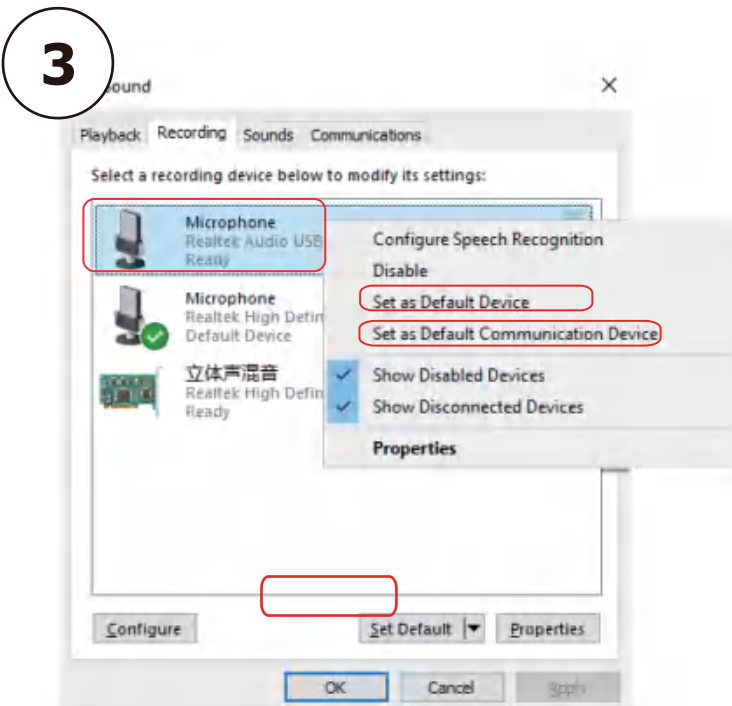 3
ound
Playback Recording Sounds Communications
Select a recording device below to modify its settings:
Microphone
Realtek Audio USB
Ready
Configure Speech Recognition
Disable
Set as Default Device
Set as Default Communication Device
Microphone
Realtek High Defin
Default Device
立体声混音
Realtek High Defin
Ready
Show Disabled Devices
Show Disconnected Devices
Properties
Configure
Set Default
Properties
OK
Cancel
Apply